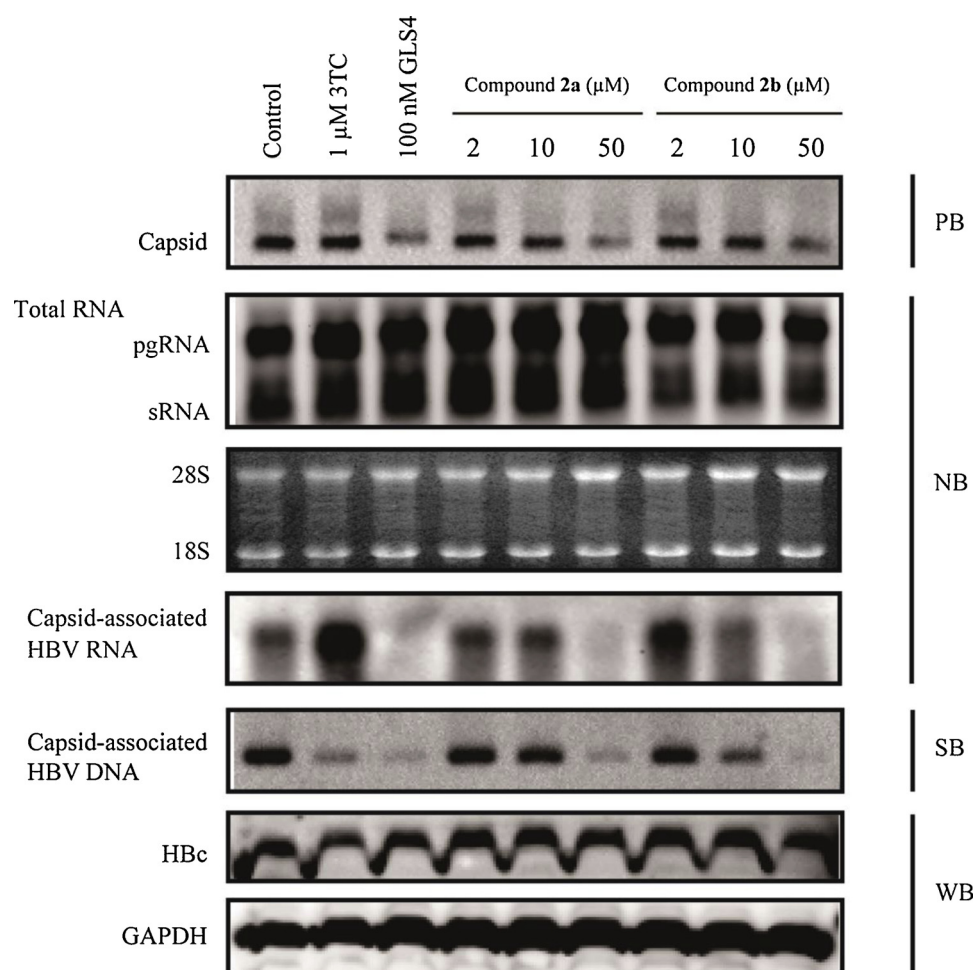 Control
1 µM 3TC
100 nM GLS4
Compound 2a (µM)
Compound 2b (µM)
2 10 50 2 10 50
Capsid
PB
Total RNA
pgRNA
sRNA
28S
NB
18S
Capsid-associated
HBV RNA
Capsid-associated
HBV DNA
SB
HBc
WB
GAPDH